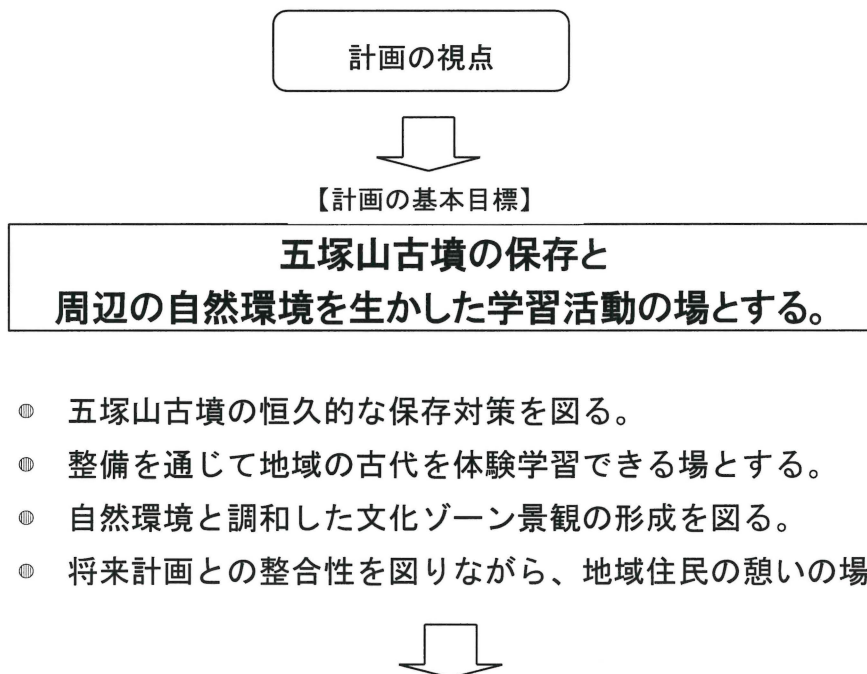 計画の視点
【計画の基本目標】
五塚山古墳の保存と
周辺の自然環境を生かした学習活動の場とする。
◍ 五塚山古墳の恒久的な保存対策を図る。
◍ 整備を通じて地域の古代を体験学習できる場とする。
◍ 自然環境と調和した文化ゾーン景観の形成を図る。
◍ 将来計画との整合性を図りながら、地域住民の憩いの場